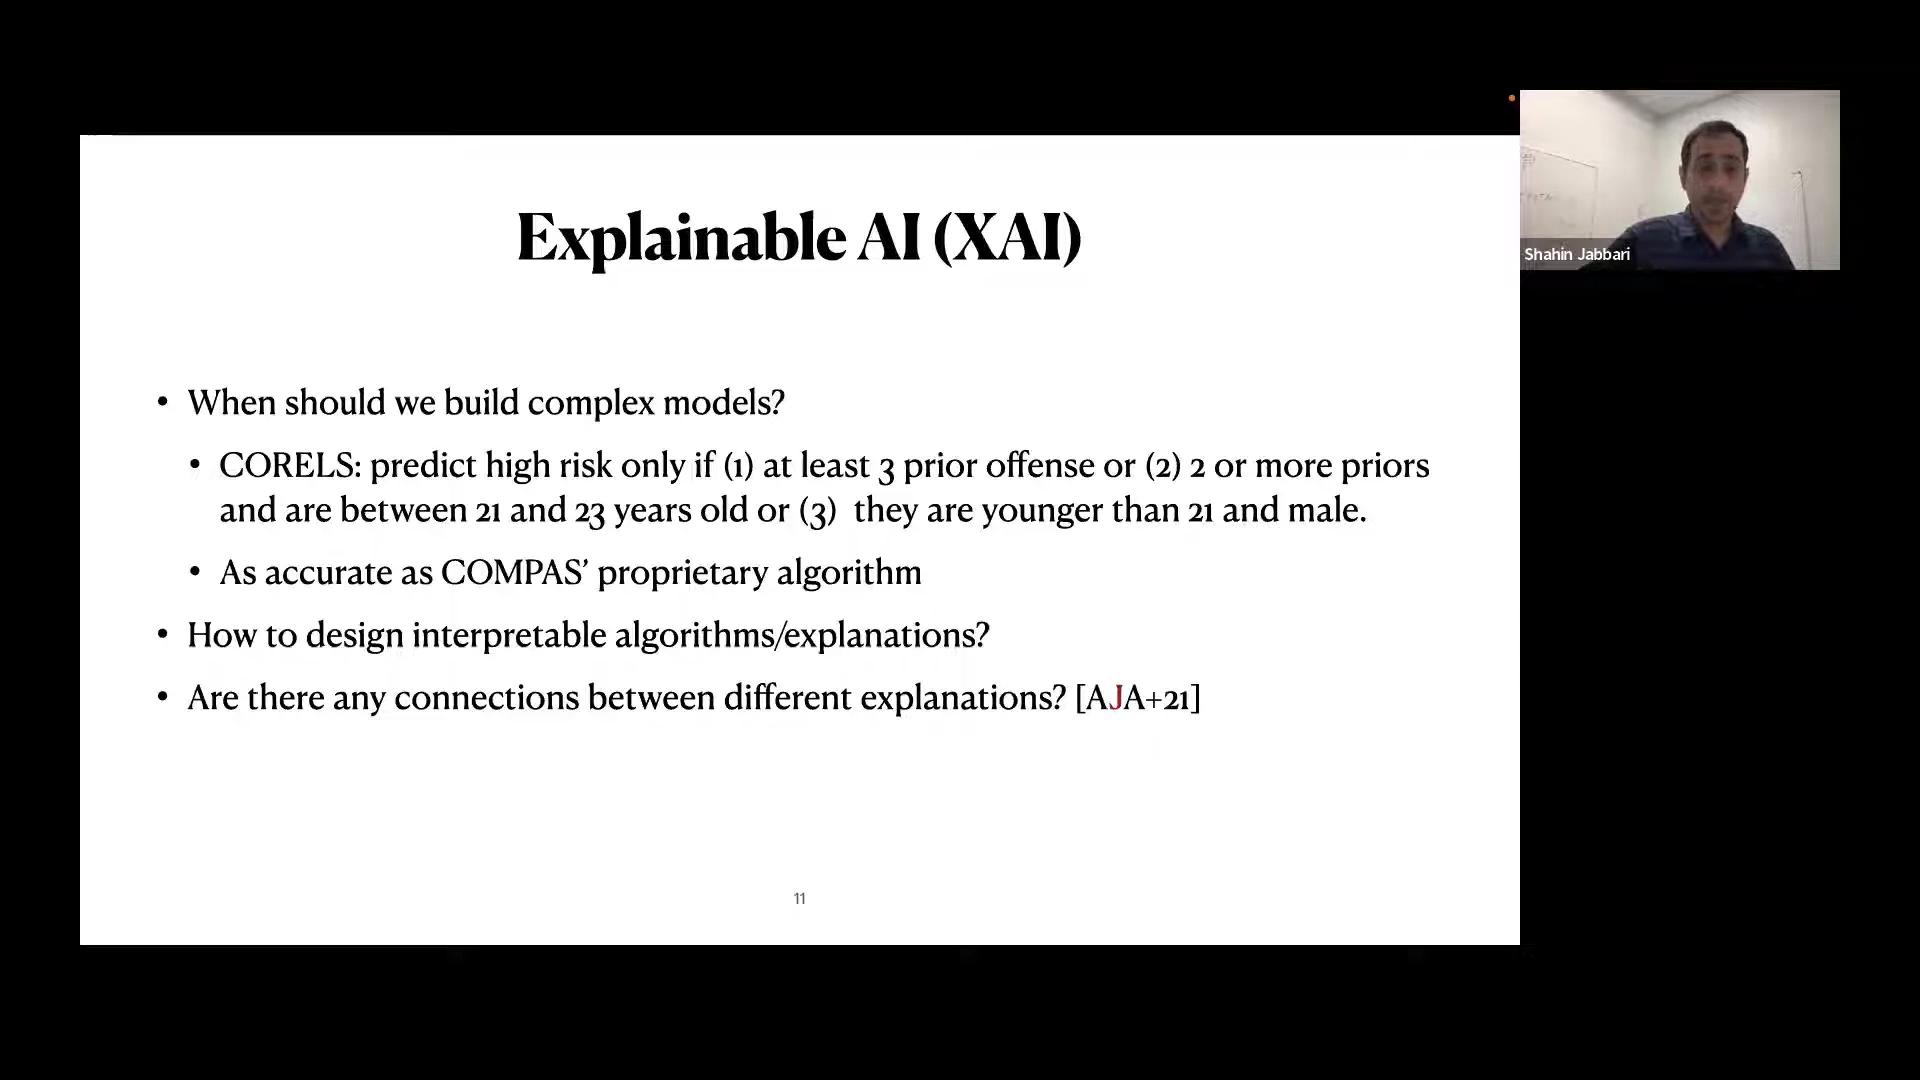 Explainable AI (XAI)
• When should we build complex models?
• CORELS: predict high risk only if (1) at least 3 prior offense or (2) 2 or more priors
and are between 21 and 23 years old or (3) they are younger than 21 and male.
• As accurate as COMPAS’ proprietary algorithm
• How to design interpretable algorithms/explanations?
• Are there any connections between different explanations? [AJA+21]
11
Shahin Jabbari